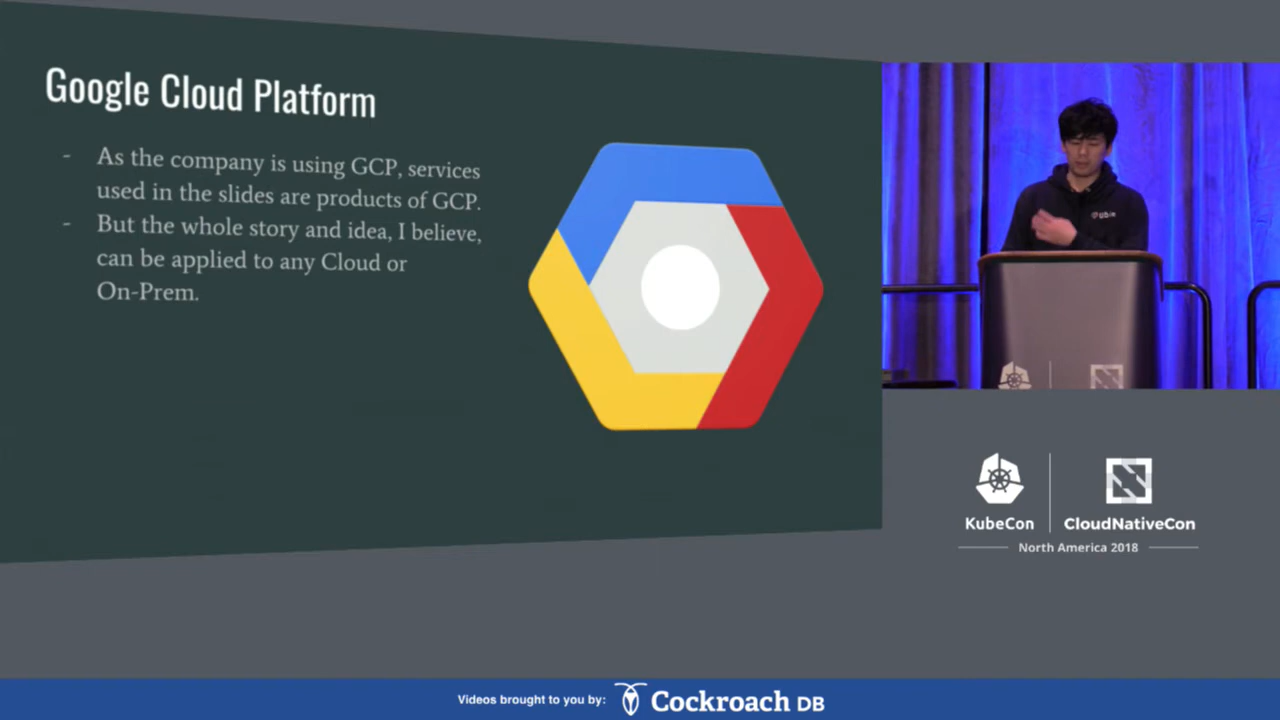 Google Cloud Platform
- As the company is using GCP, services
used in the slides are products of GCP.
- But the whole story and idea, I believe,
can be applied to any Cloud or
On-Prem.
KubeCon
CloudNativeCon
North America 2018
Videos brought to you by:
Cockroach DB